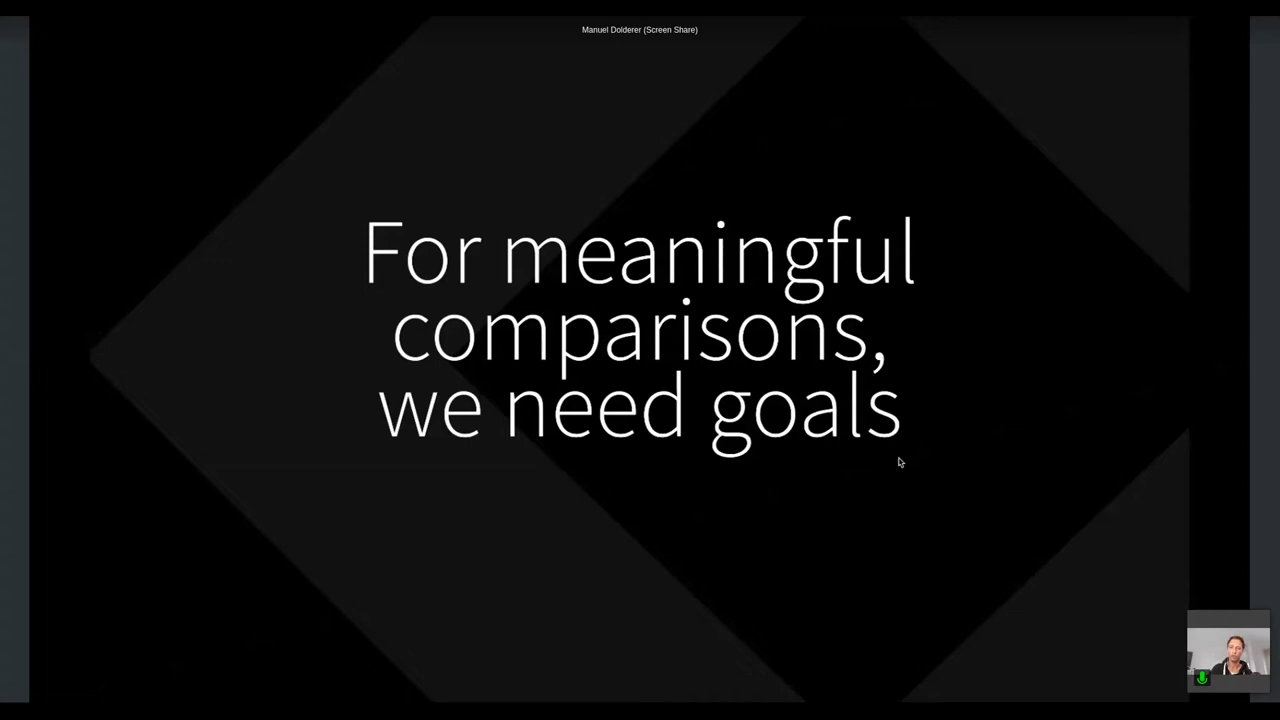 Manuel Dolderer (Screen Share)
For meaningful
comparisons,
we need goals